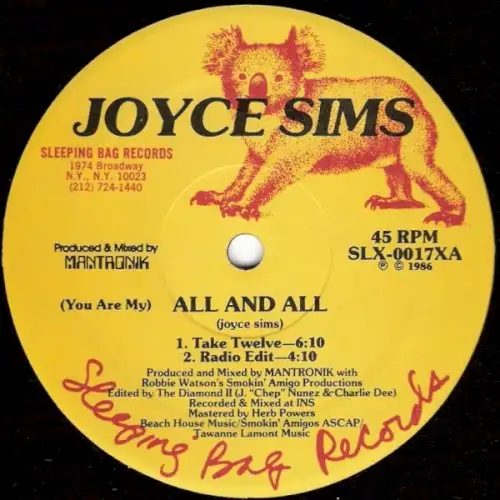 JOYCE SIMS
SLEEPING BAG RECORDS
1974 Broadway
N.Y., N.Y. 10023
(212) 724-1440
45 RPM
SLX-0017XA
Ⓟ © 1986
Produced & Mixed by
MANTRONIK
(You Are My) ALL AND ALL
(joyce sims)
1. Take Twelve—6:10
2. Radio Edit—4:10
Produced and Mixed by MANTRONIK with
Robbie Watson's Smokin' Amigo Productions
Edited by The Diamond II (J. "Chep" Nunez & Charlie Dee)
Recorded & Mixed at INS
Mastered by Herb Powers
Beach House Music/Smokin' Amigos ASCAP/
Jawanne Lamont Music
Sleeping Bag Records